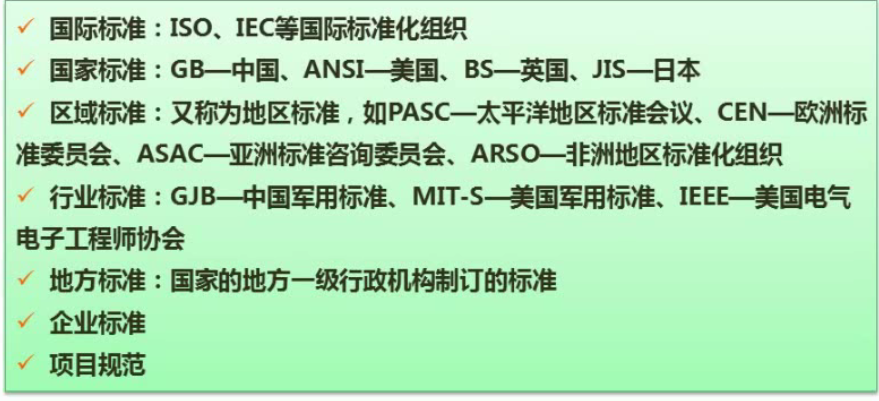 ✓ 国际标准：ISO、IEC等国际标准化组织
✓ 国家标准：GB—中国、ANSI—美国、BS—英国、JIS—日本
✓ 区域标准：又称为地区标准，如PASC—太平洋地区标准会议、CEN—欧洲标
准委员会、ASAC—亚洲标准咨询委员会、ARSO—非洲地区标准化组织
✓ 行业标准：GJB—中国军用标准、MIT-S—美国军用标准、IEEE—美国电气
电子工程师协会
✓ 地方标准：国家的地方一级行政机构制订的标准
✓ 企业标准
✓ 项目规范